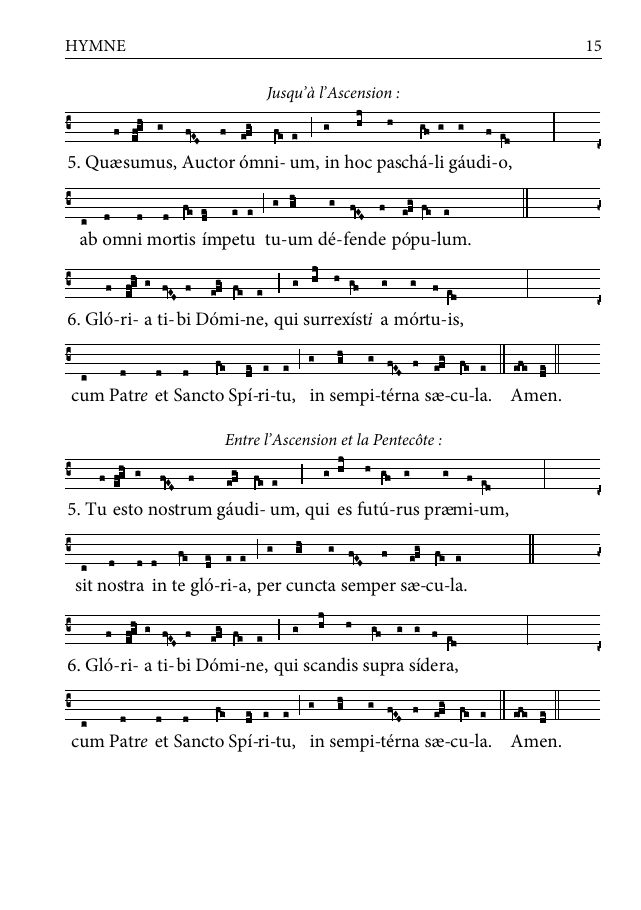 HYMNE 15
Jusqu’à l’Ascension :
5. Quæsumus, Auctor ómni- um, in hoc paschá-li gáudi-o,
ab omni mortis ímpetu tu-um dé-fende pópu-lum.
6. Gló-ri- a ti-bi Dómi-ne, qui surrexísti a mórtu-is,
cum Patre et Sancto Spí-ri-tu, in sempi-térna sæ-cu-la. Amen.
Entre l’Ascension et la Pentecôte :
5. Tu esto nostrum gáudi- um, qui es futú-rus præmi-um,
sit nostra in te gló-ri-a, per cuncta semper sæ-cu-la.
6. Gló-ri- a ti-bi Dómi-ne, qui scandis supra sídera,
cum Patre et Sancto Spí-ri-tu, in sempi-térna sæ-cu-la. Amen.